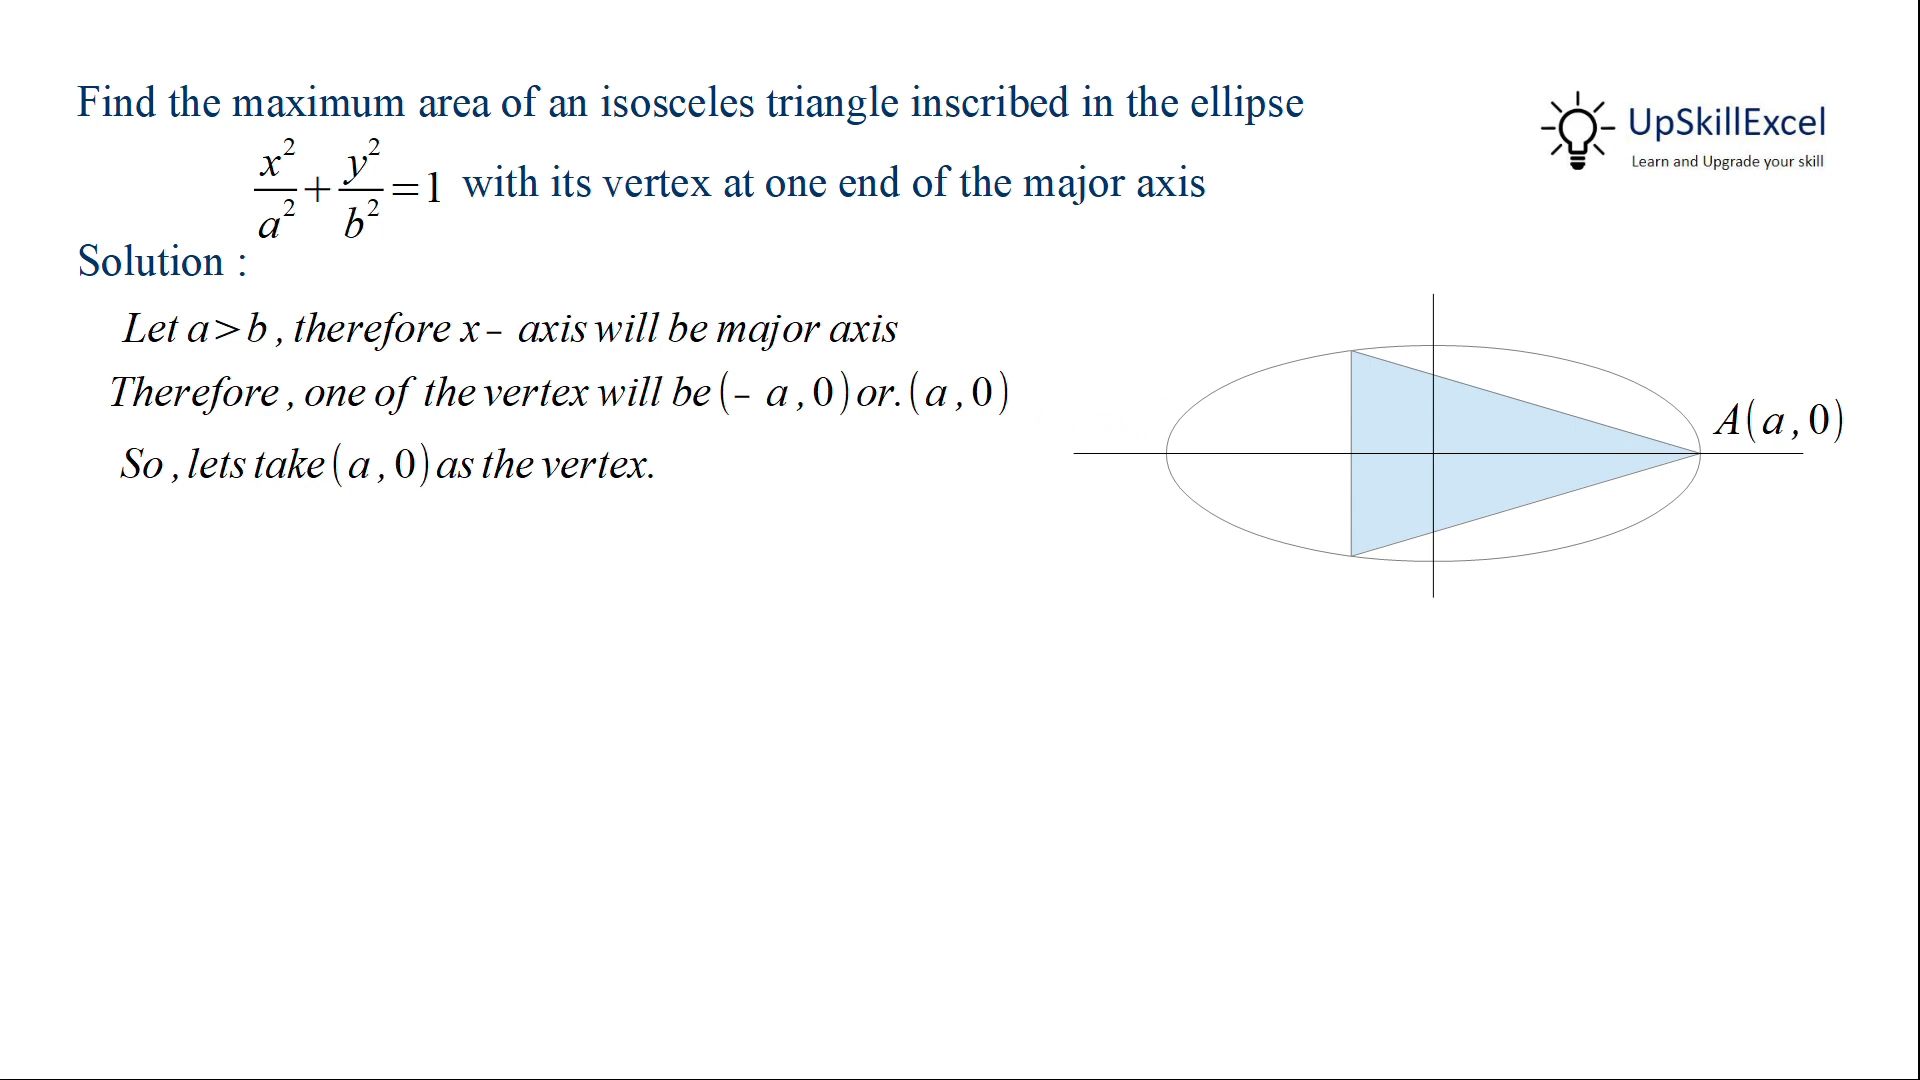 Find the maximum area of an isosceles triangle inscribed in the ellipse
x²/a² + y²/b² = 1 with its vertex at one end of the major axis
UpSkillExcel
Learn and Upgrade your skill
Solution :
Let a > b , therefore x – axis will be major axis
Therefore , one of the vertex will be (– a , 0) or. (a , 0)
A(a , 0)
So , lets take (a , 0) as the vertex.